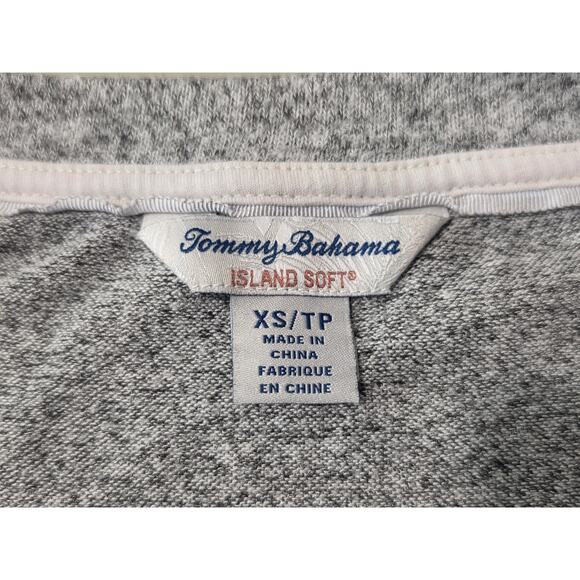 Tommy Bahama
ISLAND SOFT®
XS/TP
MADE IN
CHINA
FABRIQUE
EN CHINE